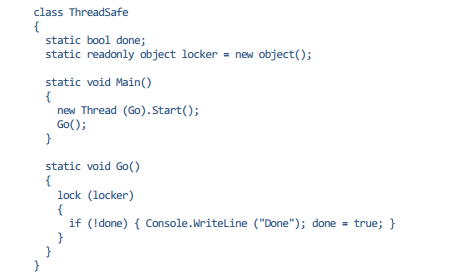 class ThreadSafe
{
  static bool done;
  static readonly object locker = new object();

  static void Main()
  {
    new Thread (Go).Start();
    Go();
  }

  static void Go()
  {
    lock (locker)
    {
      if (!done) { Console.WriteLine ("Done"); done = true; }
    }
  }
}